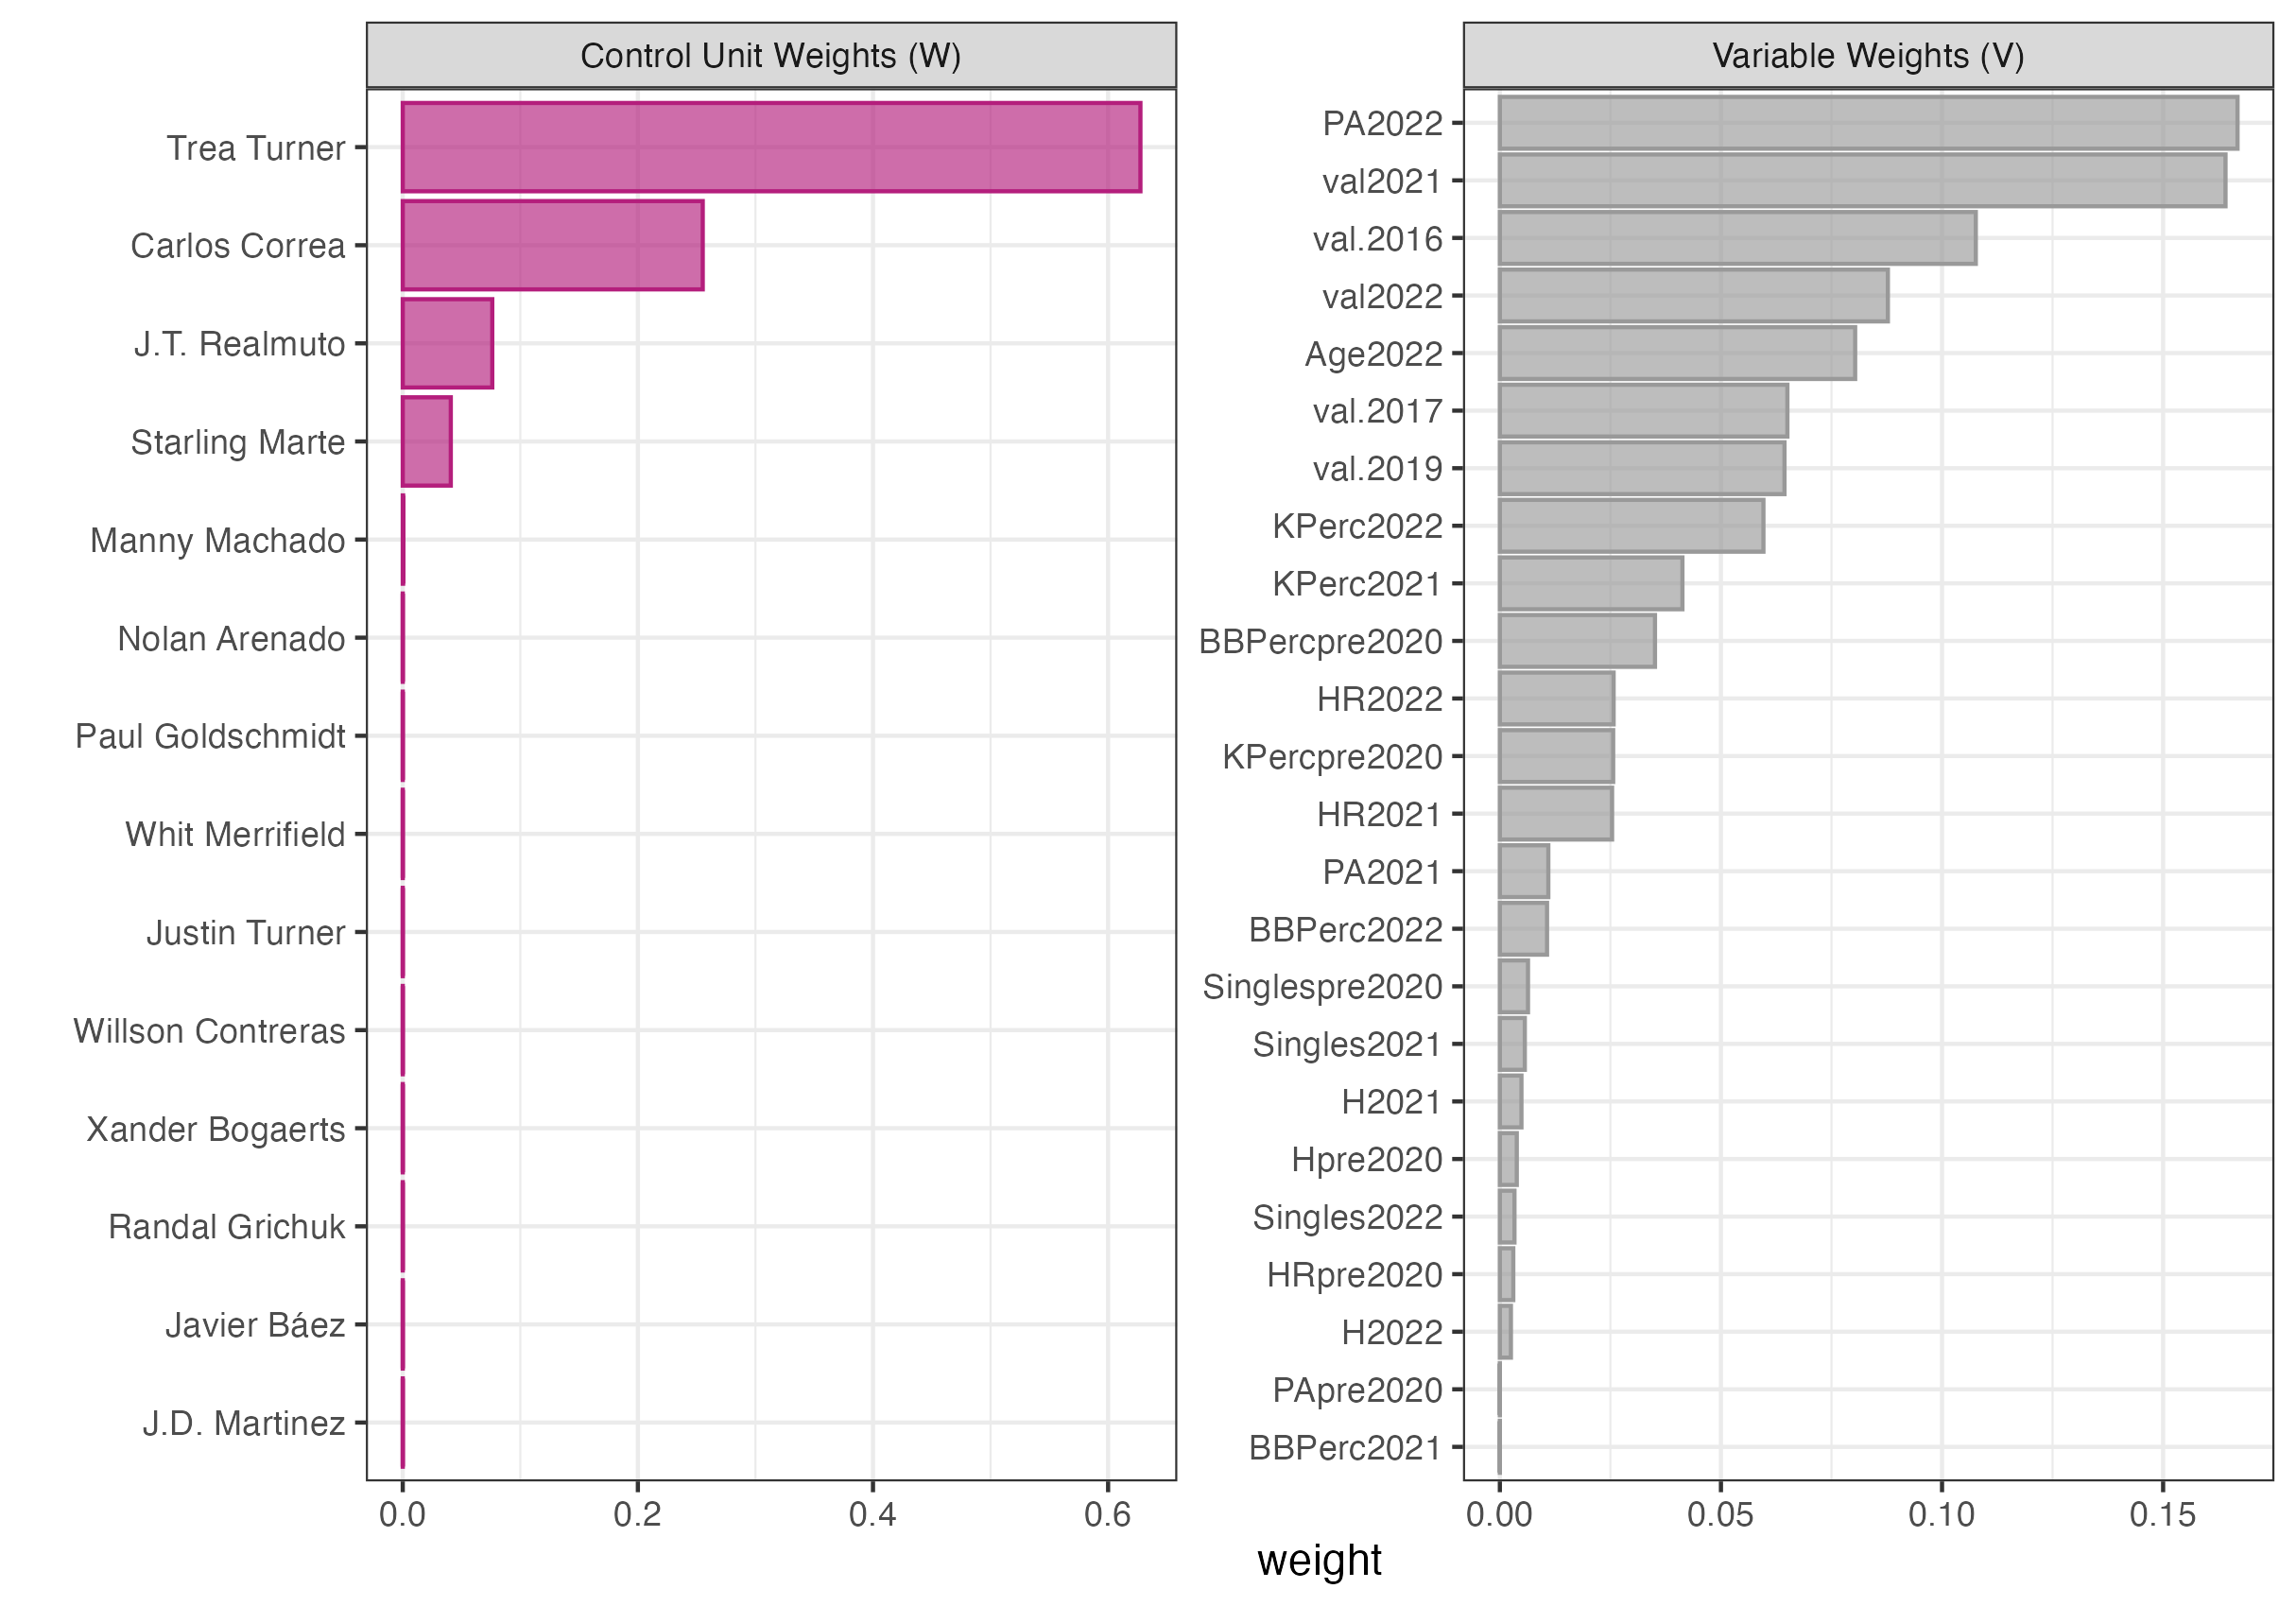 Control Unit Weights (W)
Trea Turner
Carlos Correa
J.T. Realmuto
Starling Marte
Manny Machado
Nolan Arenado
Paul Goldschmidt
Whit Merrifield
Justin Turner
Willson Contreras
Xander Bogaerts
Randal Grichuk
Javier Báez
J.D. Martinez
0.0 0.2 0.4 0.6
Variable Weights (V)
PA2022
val2021
val.2016
val2022
Age2022
val.2017
val.2019
KPerc2022
KPerc2021
BBPercpre2020
HR2022
KPercpre2020
HR2021
PA2021
BBPerc2022
Singlespre2020
Singles2021
H2021
Hpre2020
Singles2022
HRpre2020
H2022
PApre2020
BBPerc2021
0.00 0.05 0.10 0.15
weight